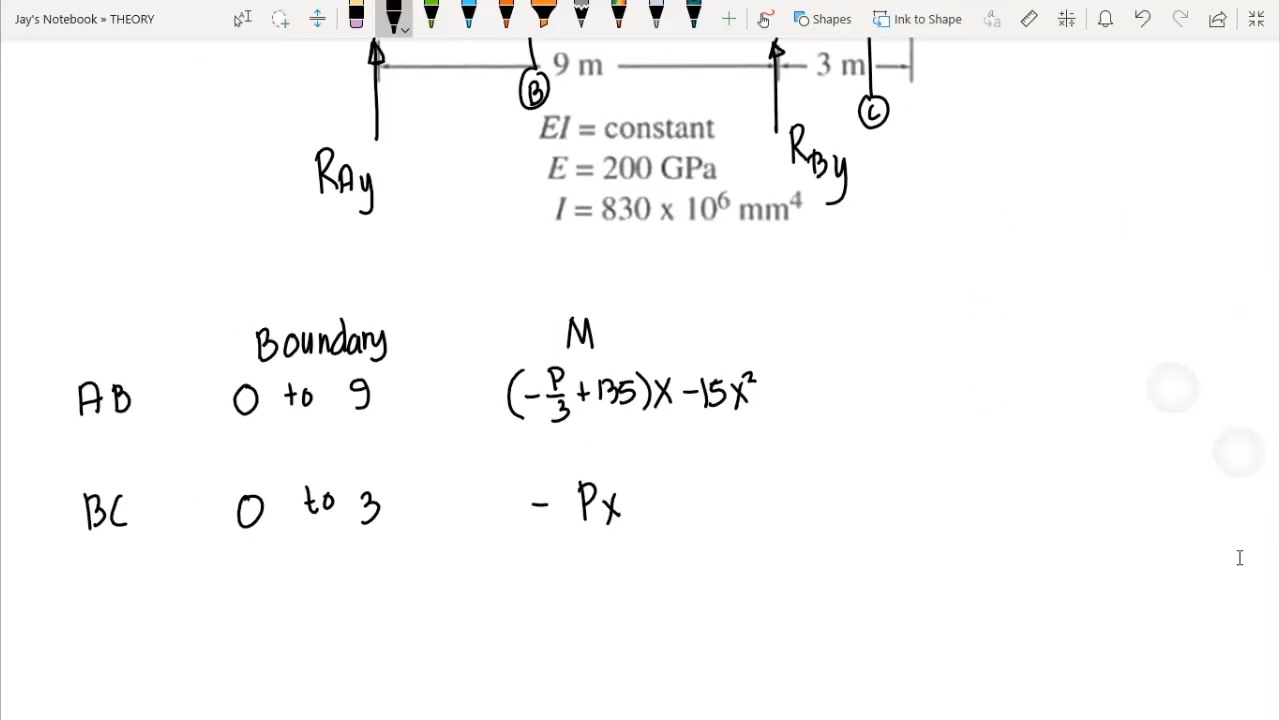 Jay's Notebook » THEORY Shapes Ink to Shape
9 m 3 m
B C
EI = constant
RAy E = 200 GPa RBy
I = 830 x 10⁶ mm⁴
Boundary M
AB 0 to 9 (-P/3 + 135)x - 15x²
BC 0 to 3 - Px